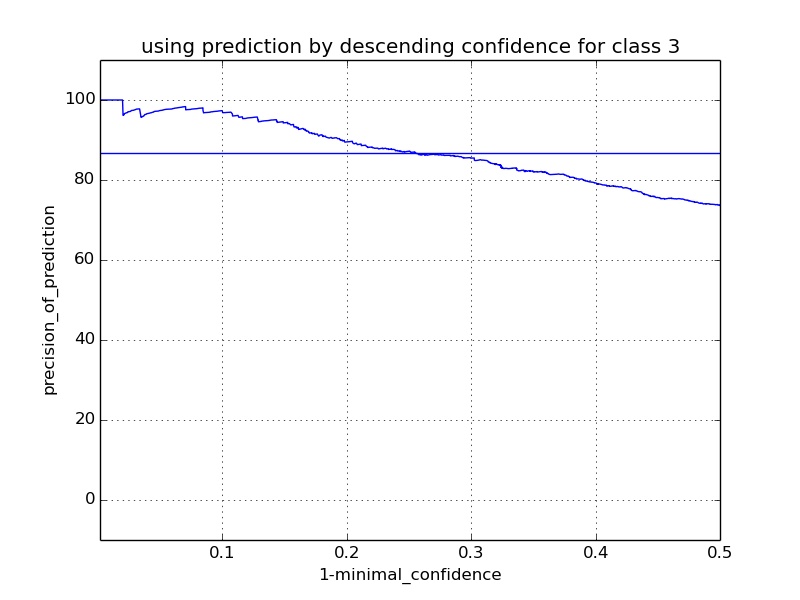 using prediction by descending confidence for class 3
100
80
60
40
20
0
precision_of_prediction
0.1 0.2 0.3 0.4 0.5
1-minimal_confidence